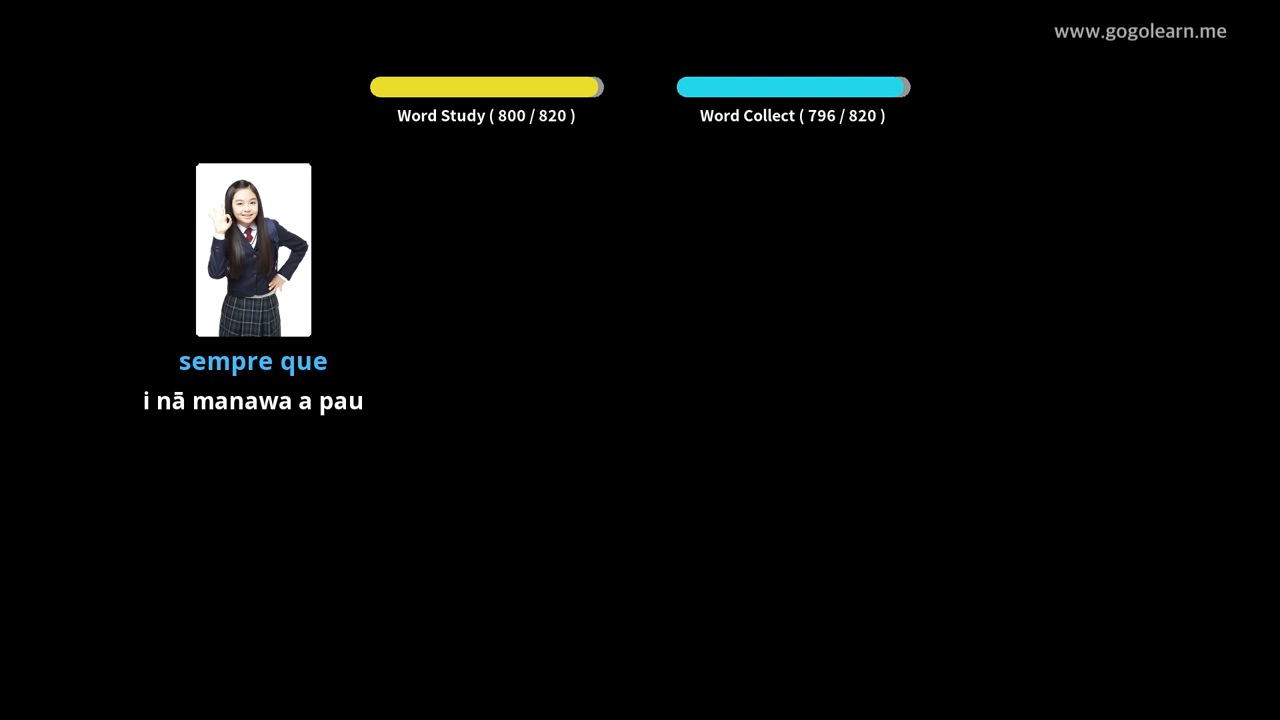 www.gogolearn.me
Word Study ( 800 / 820 )
Word Collect ( 796 / 820 )
sempre que
i nā manawa a pau